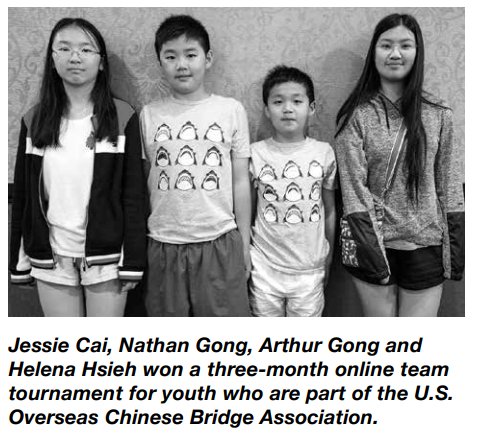 Jessie Cai, Nathan Gong, Arthur Gong and
Helena Hsieh won a three-month online team
tournament for youth who are part of the U.S.
Overseas Chinese Bridge Association.